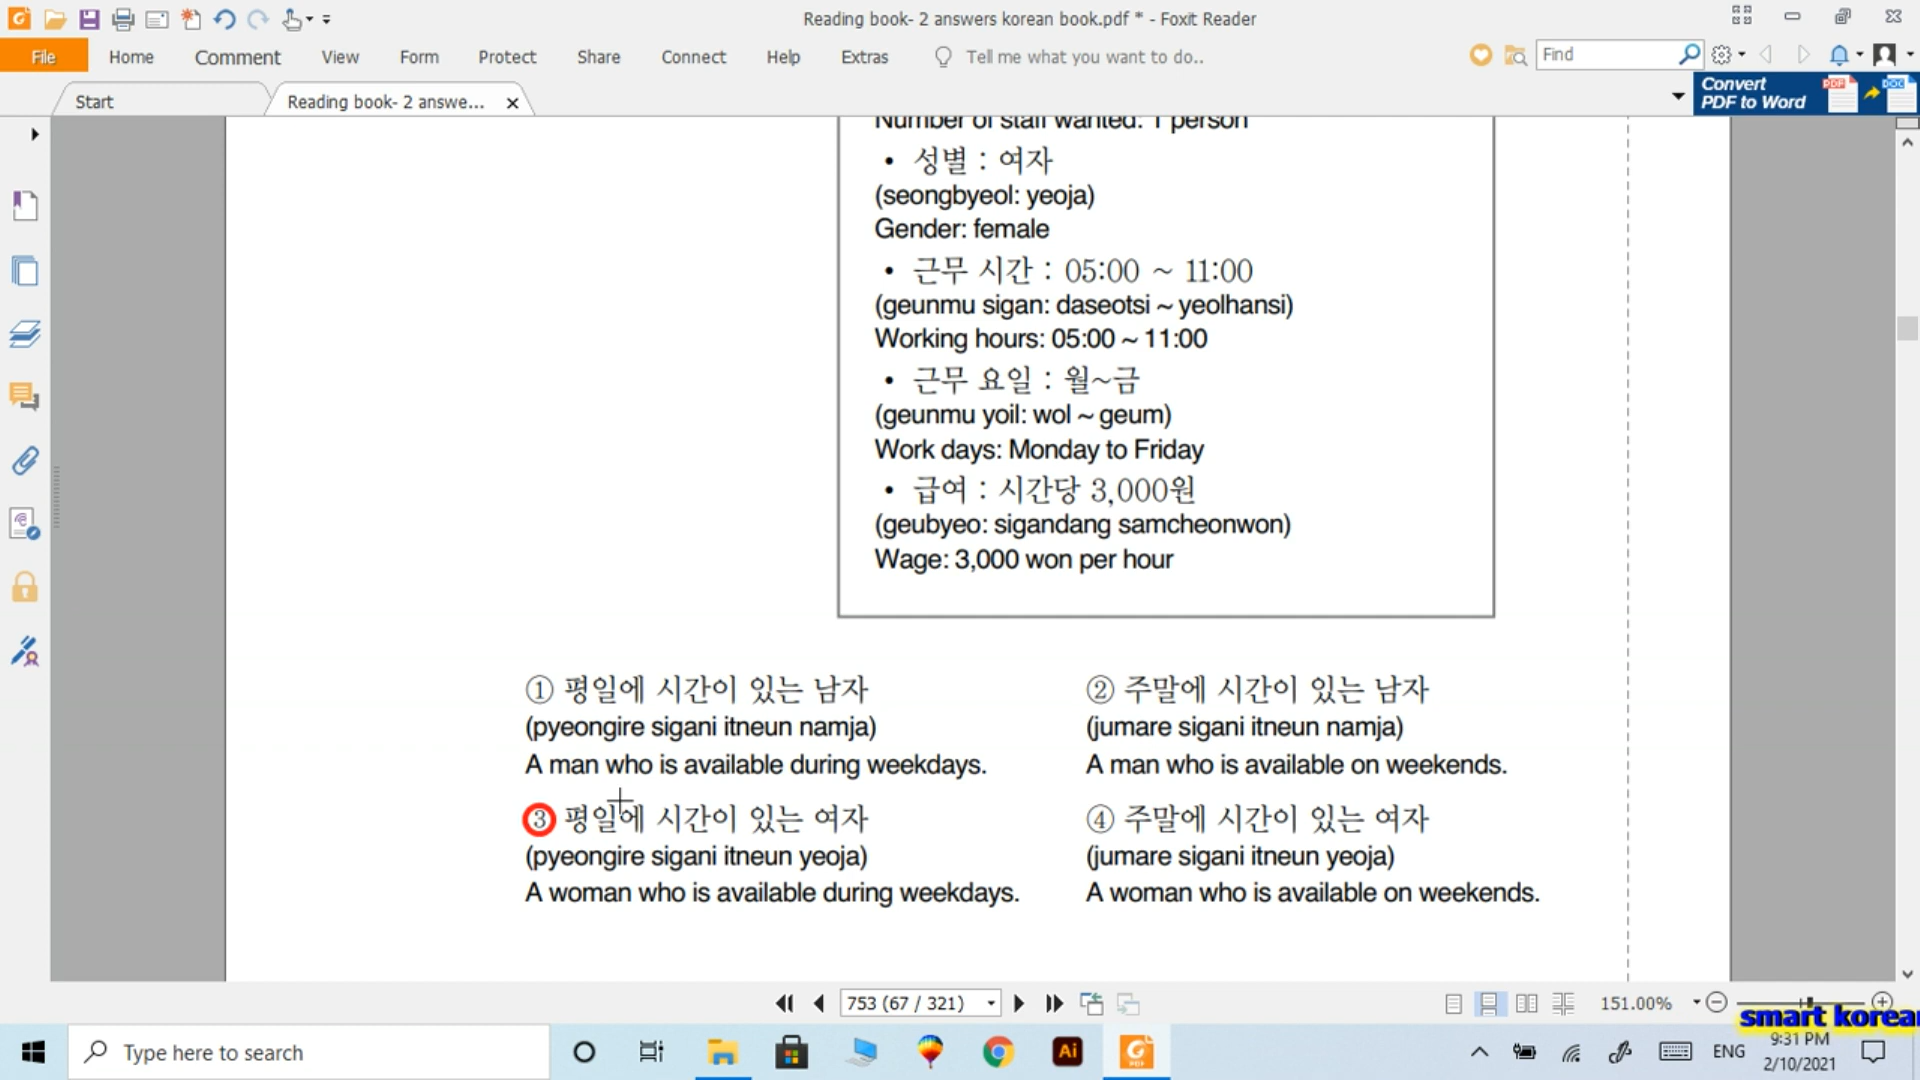 Reading book- 2 answers korean book.pdf * - Foxit Reader
File Home Comment View Form Protect Share Connect Help Extras Tell me what you want to do.. Find
Start Reading book- 2 answe... Convert PDF to Word PDF DOC
Number of staff wanted: 1 person
• 성별 : 여자
(seongbyeol: yeoja)
Gender: female
• 근무 시간 : 05:00 ~ 11:00
(geunmu sigan: daseotsi ~ yeolhansi)
Working hours: 05:00 ~ 11:00
• 근무 요일 : 월~금
(geunmu yoil: wol ~ geum)
Work days: Monday to Friday
• 급여 : 시간당 3,000원
(geubyeo: sigandang samcheonwon)
Wage: 3,000 won per hour
① 평일에 시간이 있는 남자
(pyeongire sigani itneun namja)
A man who is available during weekdays.
② 주말에 시간이 있는 남자
(jumare sigani itneun namja)
A man who is available on weekends.
③ 평일에 시간이 있는 여자
(pyeongire sigani itneun yeoja)
A woman who is available during weekdays.
④ 주말에 시간이 있는 여자
(jumare sigani itneun yeoja)
A woman who is available on weekends.
753 (67 / 321) 151.00%
smart korean
Type here to search Ai ENG 9:31 PM
2/10/2021